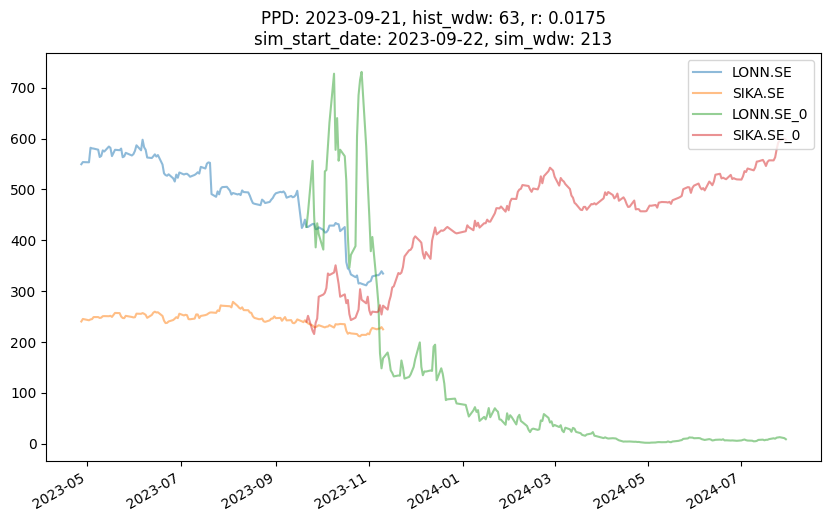 PPD: 2023-09-21, hist_wdw: 63, r: 0.0175
sim_start_date: 2023-09-22, sim_wdw: 213
LONN.SE
SIKA.SE
LONN.SE_0
SIKA.SE_0
700
600
500
400
300
200
100
0
2023-05
2023-07
2023-09
2023-11
2024-01
2024-03
2024-05
2024-07